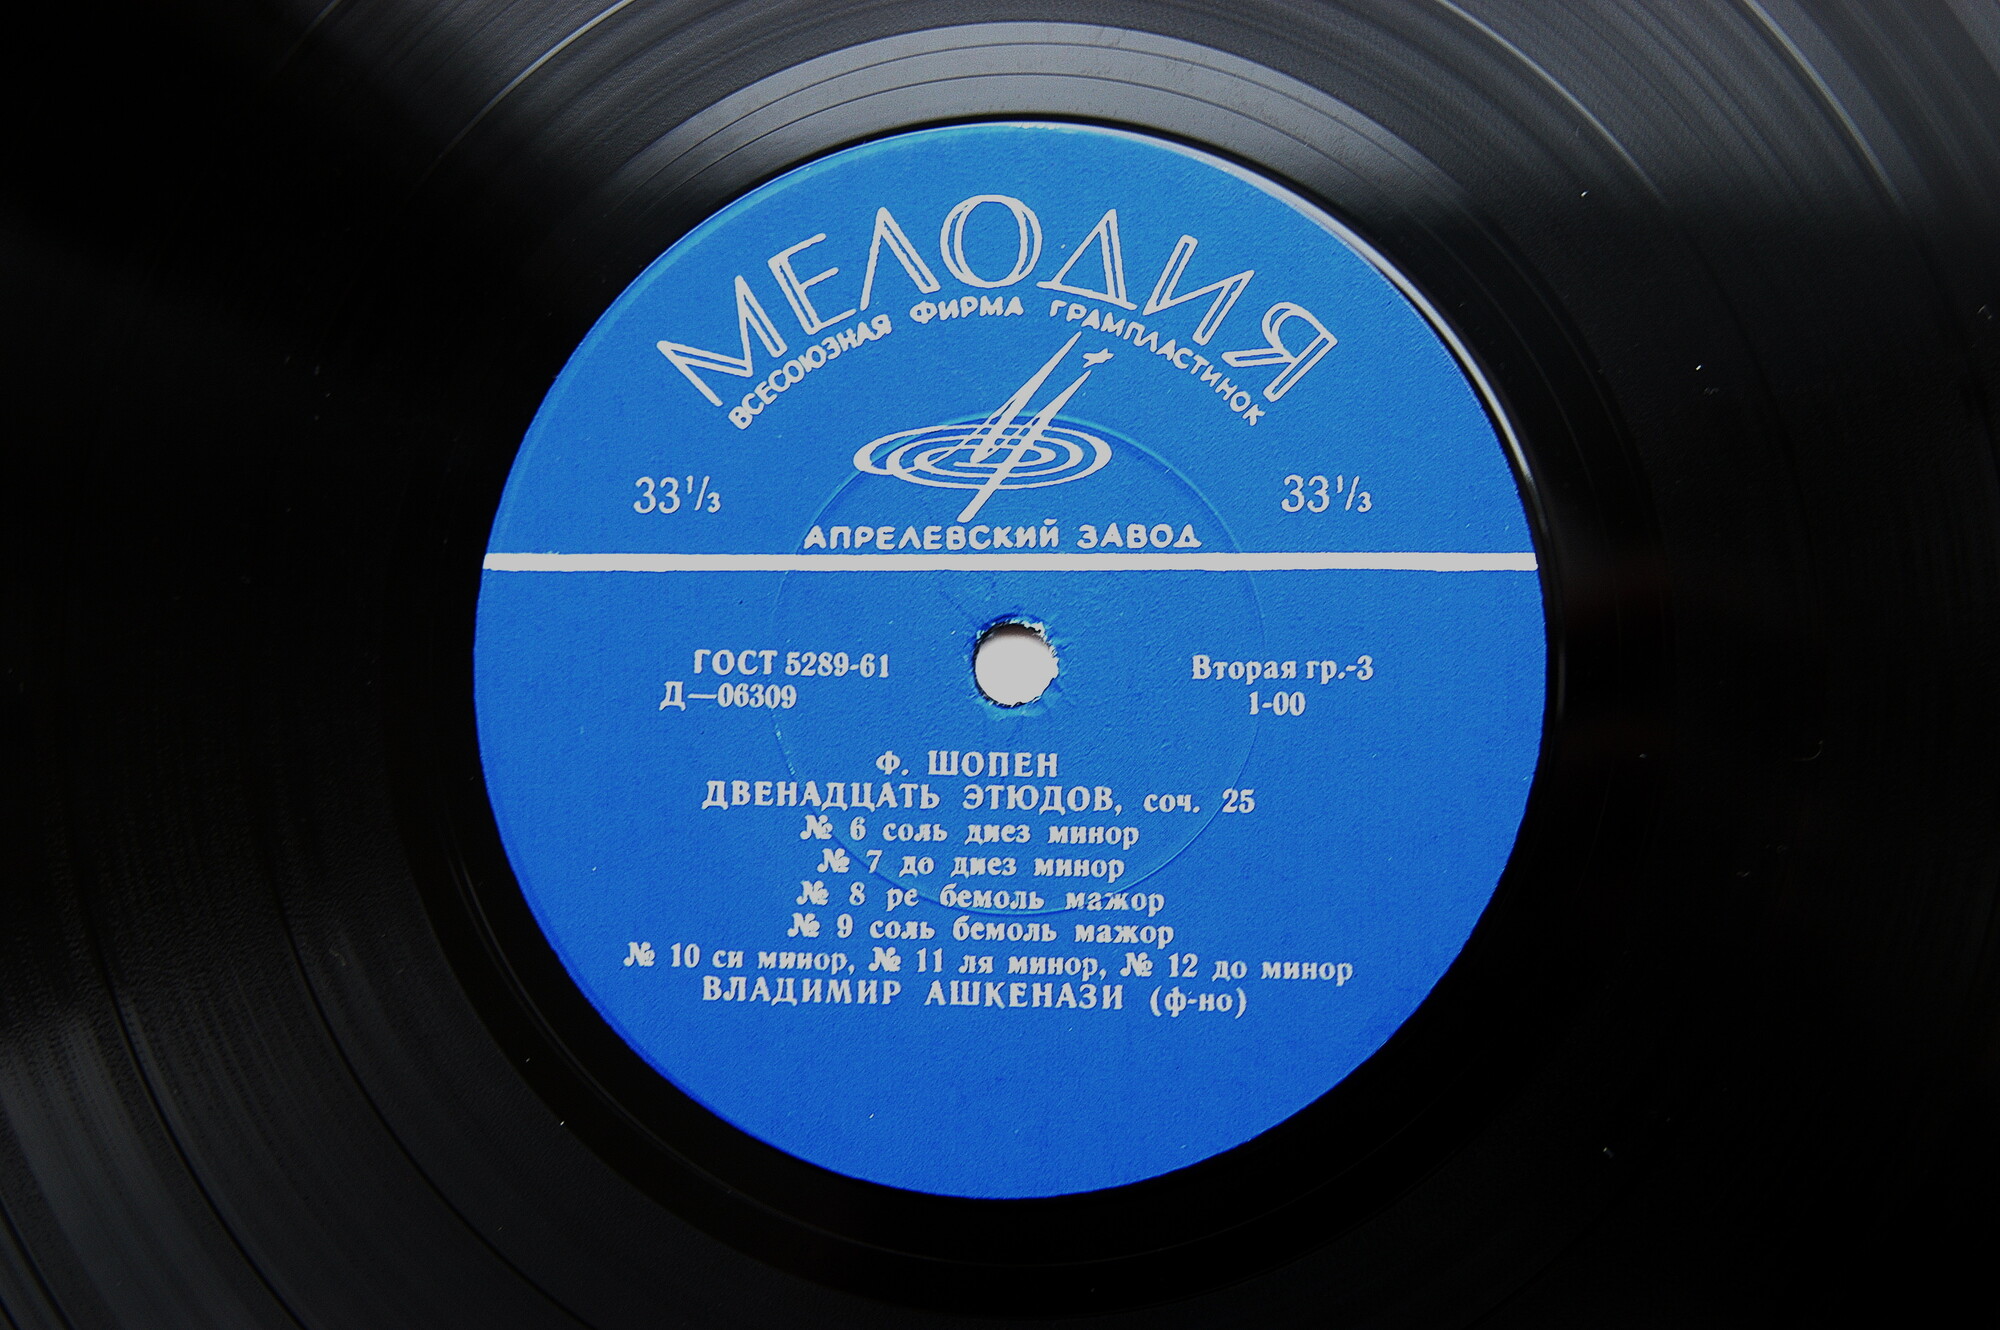 МЕЛОДИЯ
ВСЕСОЮЗНАЯ ФИРМА ГРАМПЛАСТИНОК
33⅓ 33⅓
АПРЕЛЕВСКИЙ ЗАВОД
ГОСТ 5289-61 Вторая гр.-3
Д—06309 1-00
Ф. ШОПЕН
ДВЕНАДЦАТЬ ЭТЮДОВ, соч. 25
№ 6 соль диез минор
№ 7 до диез минор
№ 8 ре бемоль мажор
№ 9 соль бемоль мажор
№ 10 си минор, № 11 ля минор, № 12 до минор
ВЛАДИМИР АШКЕНАЗИ (ф-но)